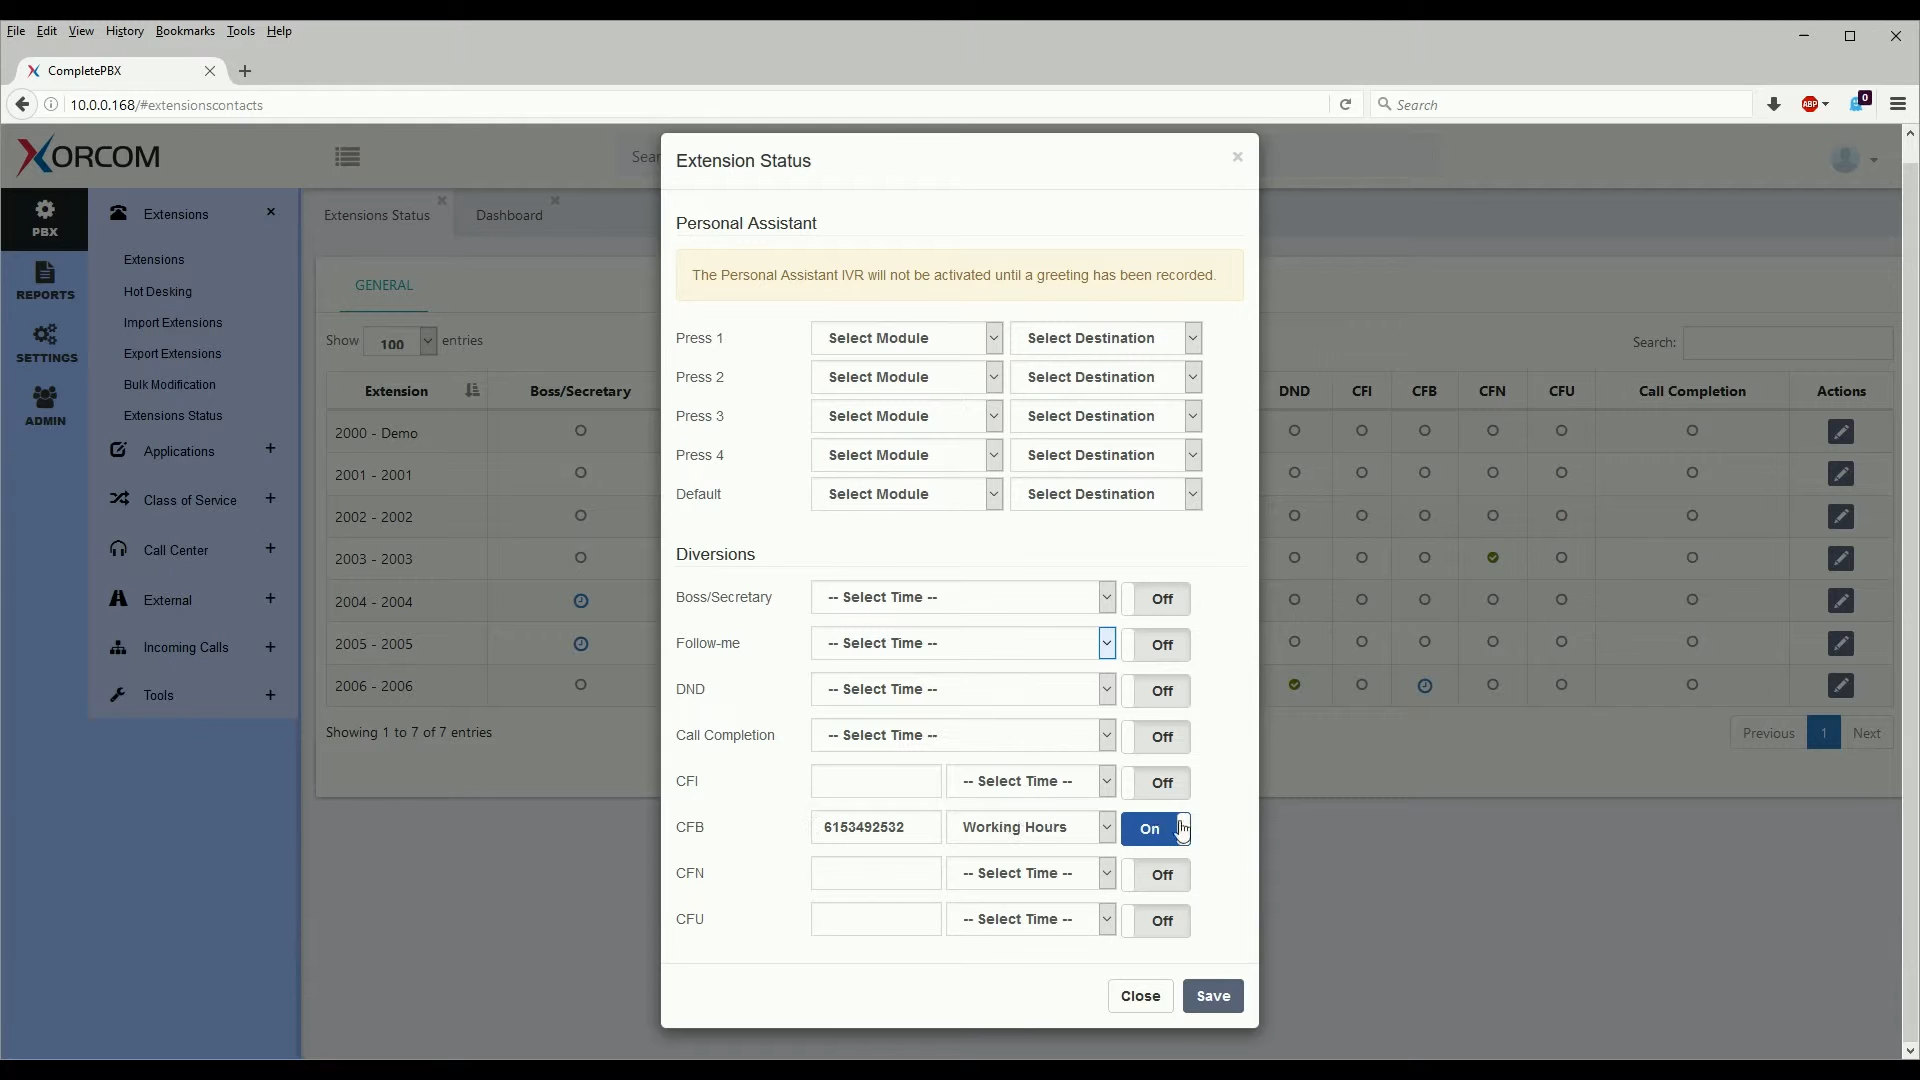 File Edit View History Bookmarks Tools Help
CompletePBX
10.0.0.168/#extensionscontacts
Search
ABP
0
XORCOM
Sear
Extension Status
PBX
REPORTS
SETTINGS
ADMIN
Extensions
Extensions
Hot Desking
Import Extensions
Export Extensions
Bulk Modification
Extensions Status
Applications
Class of Service
Call Center
External
Incoming Calls
Tools
Extensions Status Dashboard
GENERAL
Show 100 entries
Search:
Extension Boss/Secretary DND CFI CFB CFN CFU Call Completion Actions
2000 - Demo
2001 - 2001
2002 - 2002
2003 - 2003
2004 - 2004
2005 - 2005
2006 - 2006
Showing 1 to 7 of 7 entries
Previous 1 Next
Personal Assistant
The Personal Assistant IVR will not be activated until a greeting has been recorded.
Press 1 Select Module Select Destination
Press 2 Select Module Select Destination
Press 3 Select Module Select Destination
Press 4 Select Module Select Destination
Default Select Module Select Destination
Diversions
Boss/Secretary -- Select Time -- Off
Follow-me -- Select Time -- Off
DND -- Select Time -- Off
Call Completion -- Select Time -- Off
CFI -- Select Time -- Off
CFB 6153492532 Working Hours On
CFN -- Select Time -- Off
CFU -- Select Time -- Off
Close Save